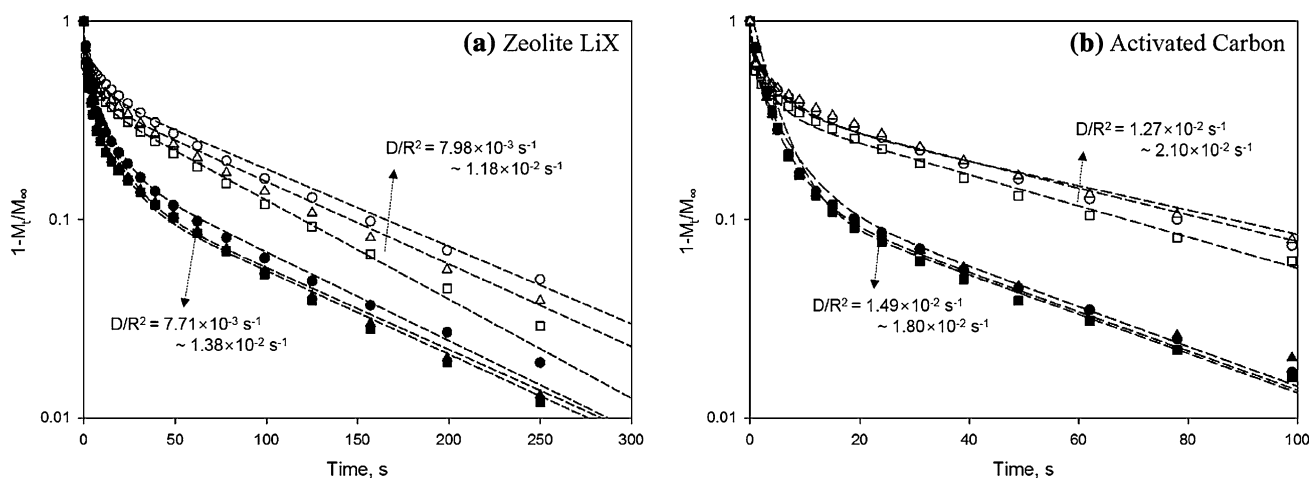 (a) Zeolite LiX
1-Mt/M∞
1
0.1
0.01
D/R² = 7.98×10⁻³ s⁻¹
~ 1.18×10⁻² s⁻¹
D/R² = 7.71×10⁻³ s⁻¹
~ 1.38×10⁻² s⁻¹
0 50 100 150 200 250 300
Time, s
(b) Activated Carbon
1-Mt/M∞
1
0.1
0.01
D/R² = 1.27×10⁻² s⁻¹
~ 2.10×10⁻² s⁻¹
D/R² = 1.49×10⁻² s⁻¹
~ 1.80×10⁻² s⁻¹
0 20 40 60 80 100
Time, s